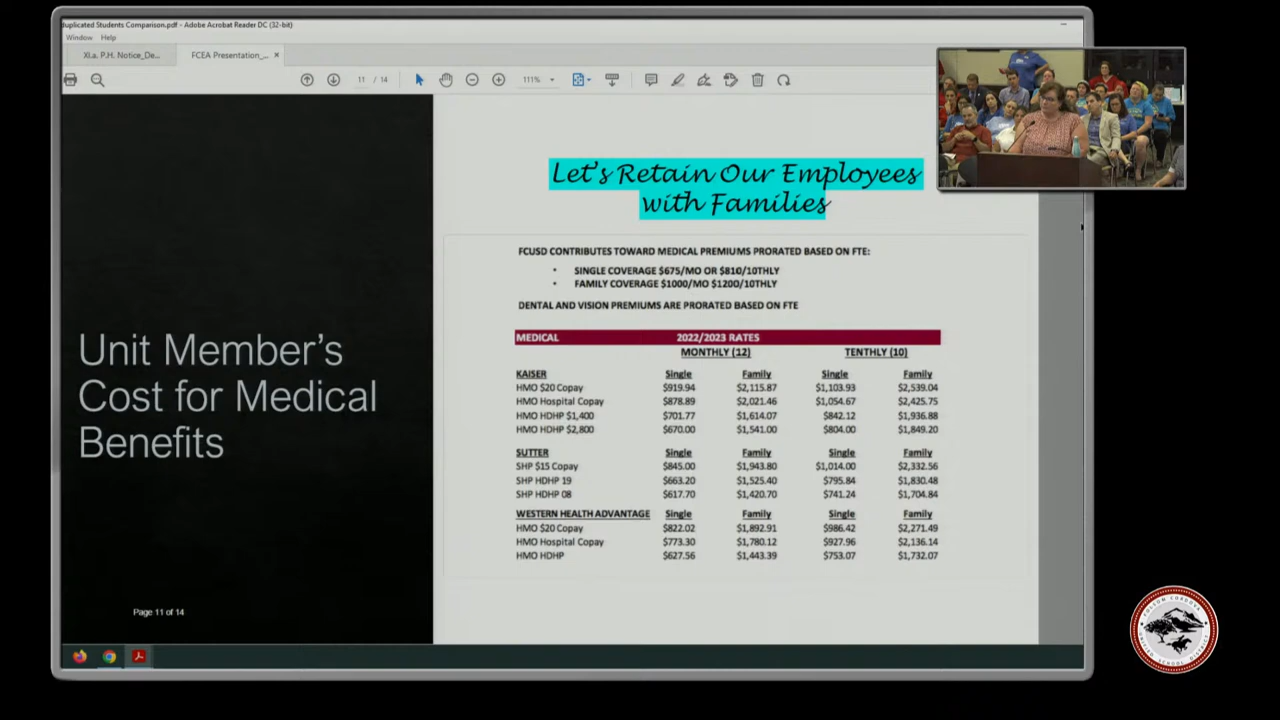 duplicated Students Comparison.pdf - Adobe Acrobat Reader DC (32-bit)
Window Help
XI.a. P.H. Notice_De...
FCEA Presentation_... ×
11 / 14
111%
Let's Retain Our Employees
with Families
FCUSD CONTRIBUTES TOWARD MEDICAL PREMIUMS PRORATED BASED ON FTE:
• SINGLE COVERAGE $675/MO OR $810/10THLY
• FAMILY COVERAGE $1000/MO $1200/10THLY
DENTAL AND VISION PREMIUMS ARE PRORATED BASED ON FTE
MEDICAL 2022/2023 RATES
MONTHLY (12) TENTHLY (10)
KAISER Single Family Single Family
HMO $20 Copay $919.94 $2,115.87 $1,103.93 $2,539.04
HMO Hospital Copay $878.89 $2,021.46 $1,054.67 $2,425.75
HMO HDHP $1,400 $701.77 $1,614.07 $842.12 $1,936.88
HMO HDHP $2,800 $670.00 $1,541.00 $804.00 $1,849.20
SUTTER Single Family Single Family
SHP $15 Copay $845.00 $1,943.80 $1,014.00 $2,332.56
SHP HDHP 19 $663.20 $1,525.40 $795.84 $1,830.48
SHP HDHP 08 $617.70 $1,420.70 $741.24 $1,704.84
WESTERN HEALTH ADVANTAGE Single Family Single Family
HMO $20 Copay $822.02 $1,892.91 $986.42 $2,271.49
HMO Hospital Copay $773.30 $1,780.12 $927.96 $2,136.14
HMO HDHP $627.56 $1,443.39 $753.07 $1,732.07
Unit Member's
Cost for Medical
Benefits
Page 11 of 14
FOLSOM CORDOVA
UNIFIED SCHOOL DISTRICT